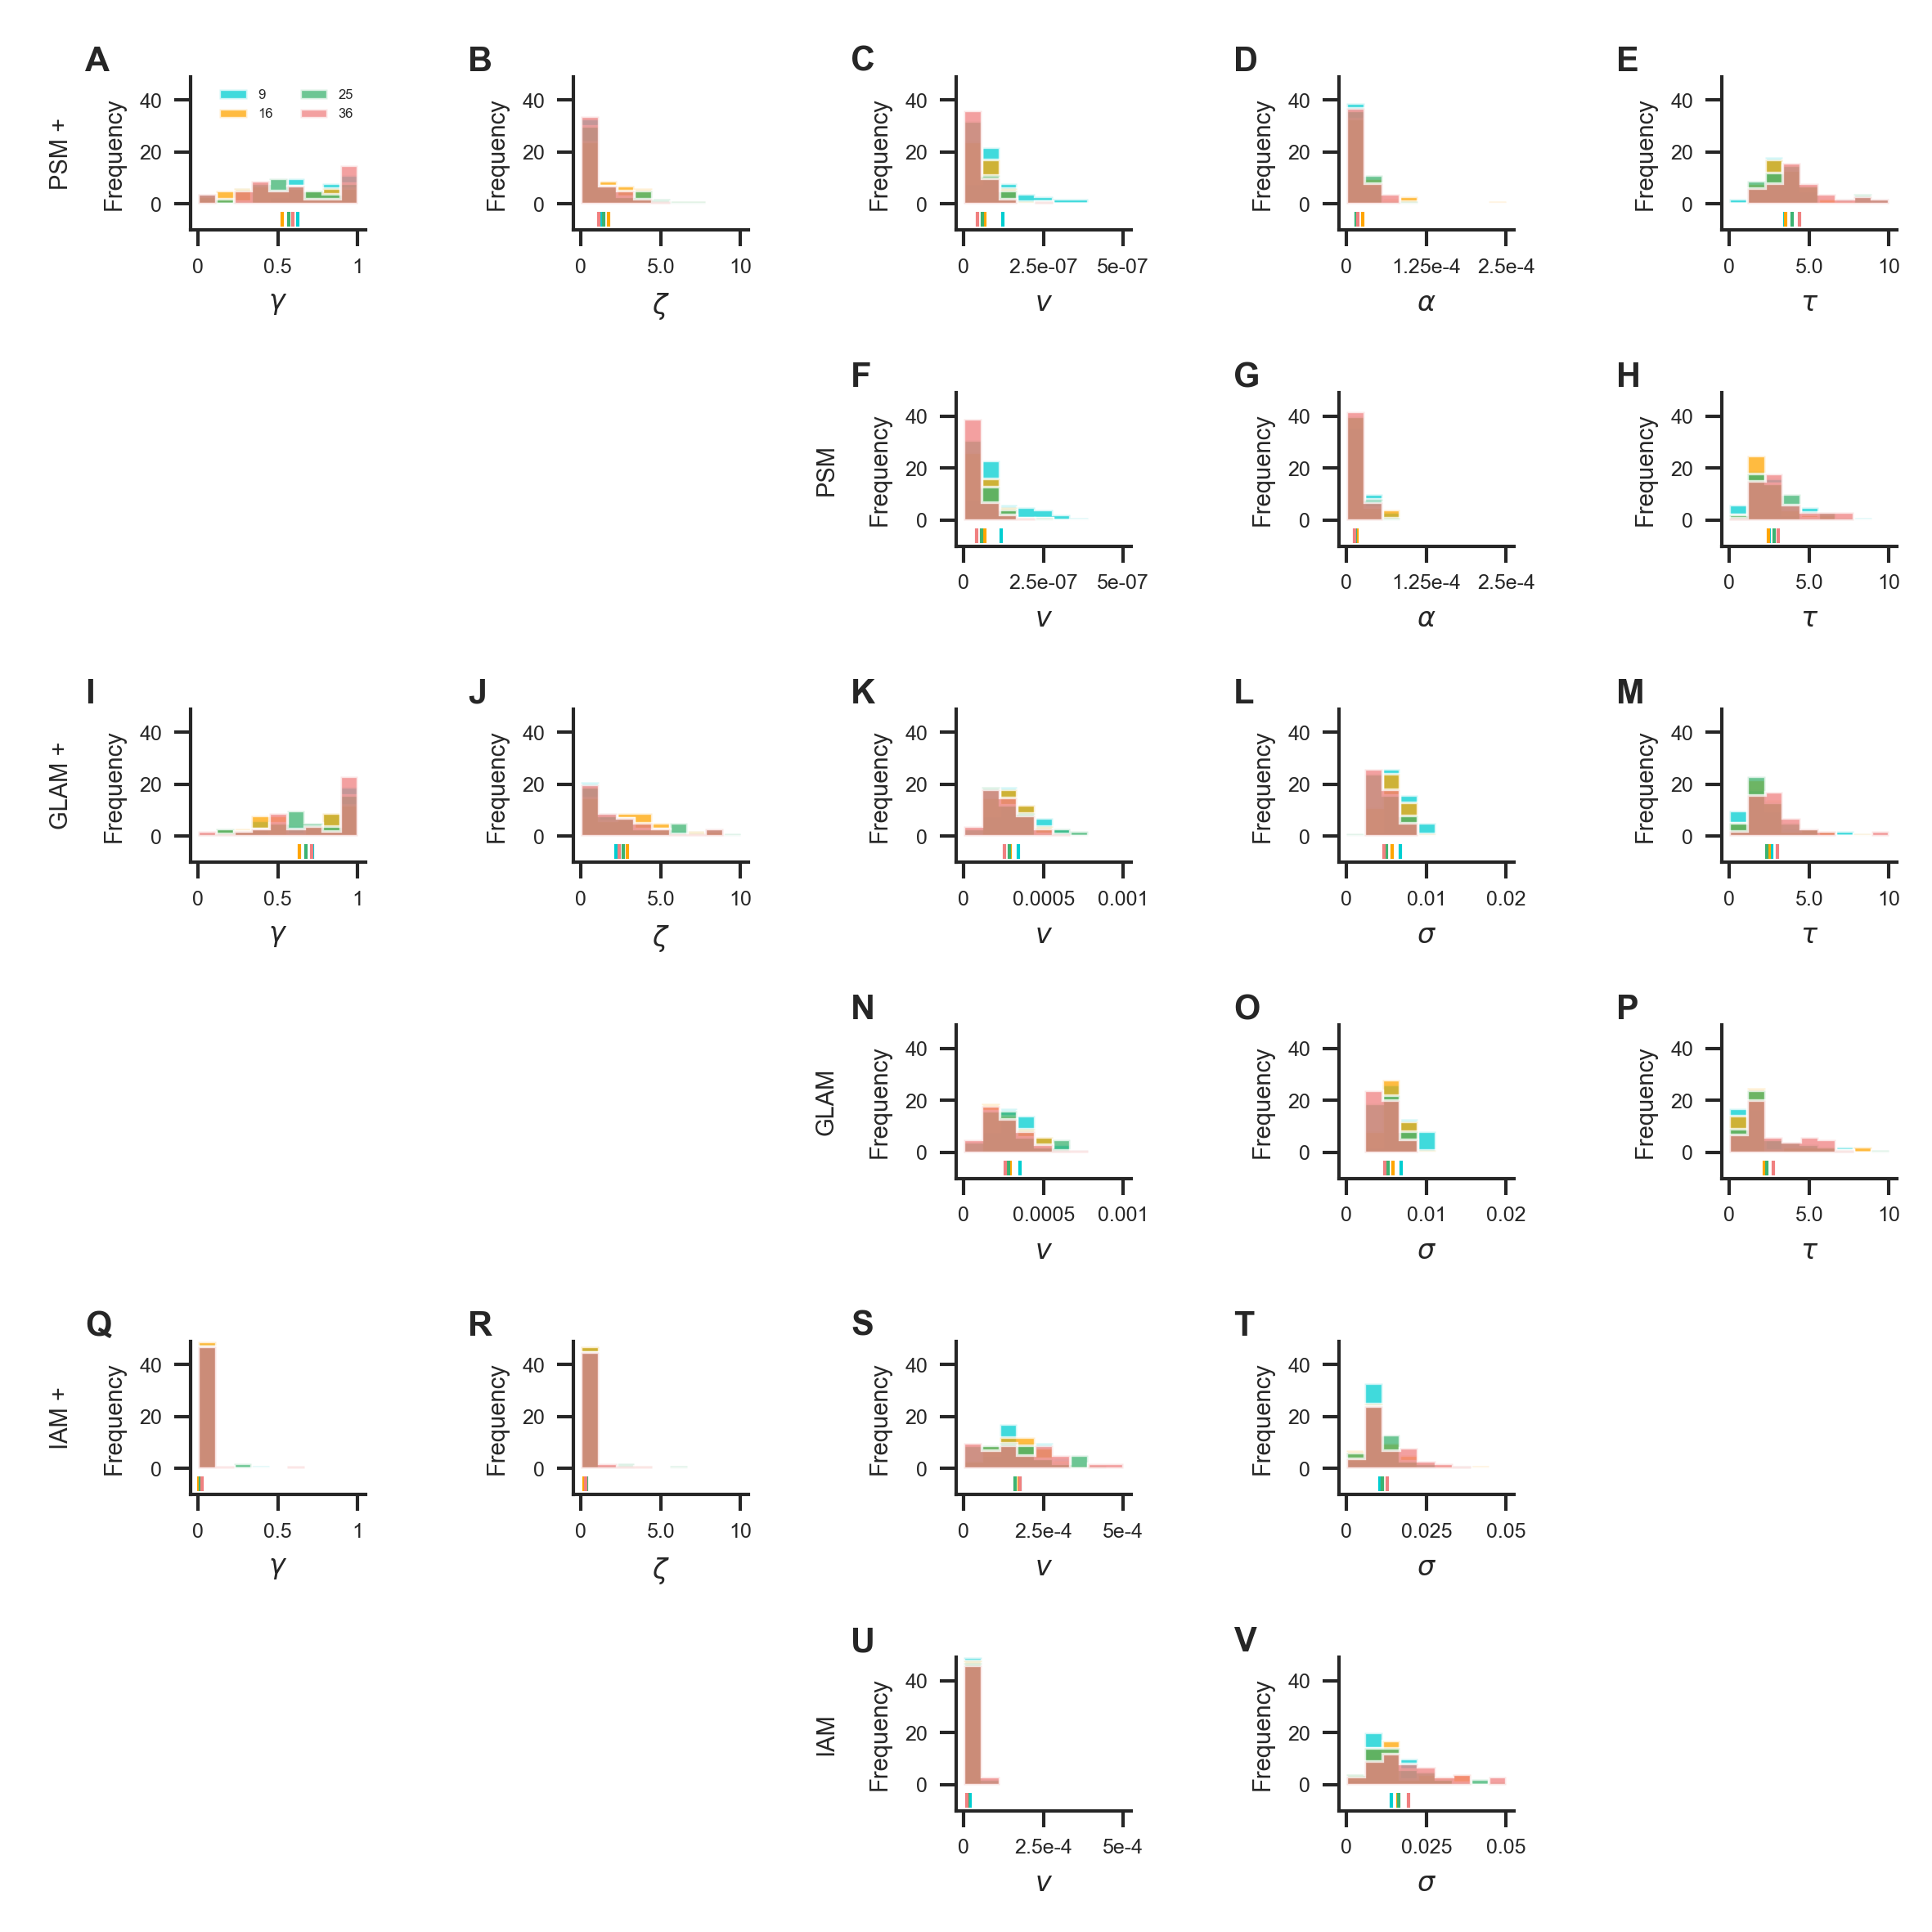 A B C D E
PSM +
Frequency Frequency Frequency Frequency Frequency
40 40 40 40 40
20 20 20 20 20
0 0 0 0 0
9 25
16 36
0 0.5 1 0 5.0 10 0 2.5e-07 5e-07 0 1.25e-4 2.5e-4 0 5.0 10
γ ζ v α τ
F G H
PSM
Frequency Frequency Frequency
40 40 40
20 20 20
0 0 0
0 2.5e-07 5e-07 0 1.25e-4 2.5e-4 0 5.0 10
v α τ
I J K L M
GLAM +
Frequency Frequency Frequency Frequency Frequency
40 40 40 40 40
20 20 20 20 20
0 0 0 0 0
0 0.5 1 0 5.0 10 0 0.0005 0.001 0 0.01 0.02 0 5.0 10
γ ζ v σ τ
N O P
GLAM
Frequency Frequency Frequency
40 40 40
20 20 20
0 0 0
0 0.0005 0.001 0 0.01 0.02 0 5.0 10
v σ τ
Q R S T
IAM +
Frequency Frequency Frequency Frequency
40 40 40 40
20 20 20 20
0 0 0 0
0 0.5 1 0 5.0 10 0 2.5e-4 5e-4 0 0.025 0.05
γ ζ v σ
U V
IAM
Frequency Frequency
40 40
20 20
0 0
0 2.5e-4 5e-4 0 0.025 0.05
v σ